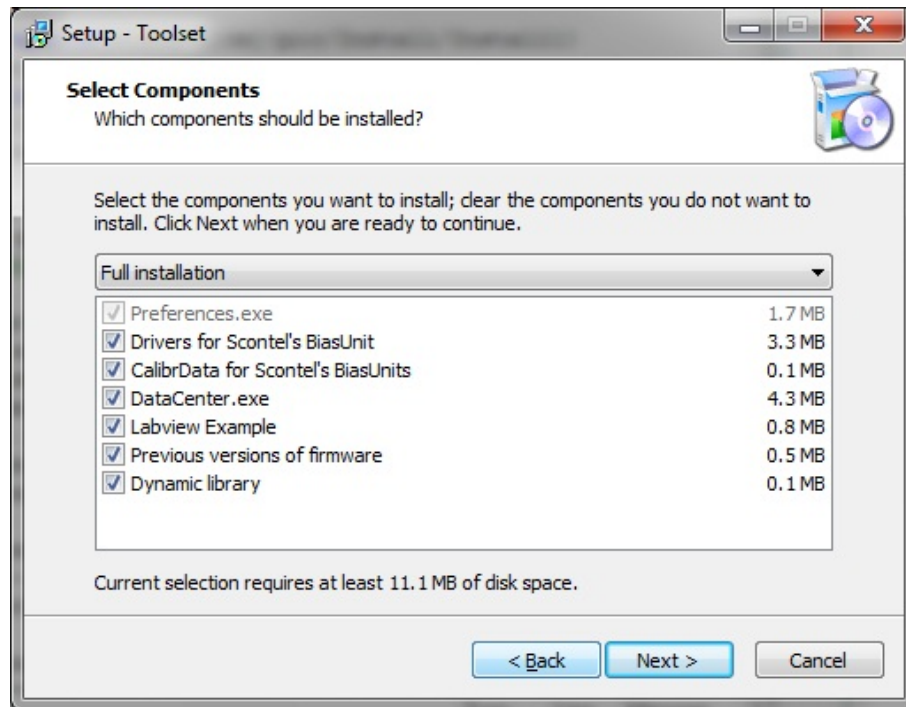 Setup - Toolset
Select Components
Which components should be installed?
Select the components you want to install; clear the components you do not want to
install. Click Next when you are ready to continue.
Full installation
Preferences.exe 1.7 MB
Drivers for Scontel's BiasUnit 3.3 MB
CalibrData for Scontel's BiasUnits 0.1 MB
DataCenter.exe 4.3 MB
Labview Example 0.8 MB
Previous versions of firmware 0.5 MB
Dynamic library 0.1 MB
Current selection requires at least 11.1 MB of disk space.
< Back Next > Cancel